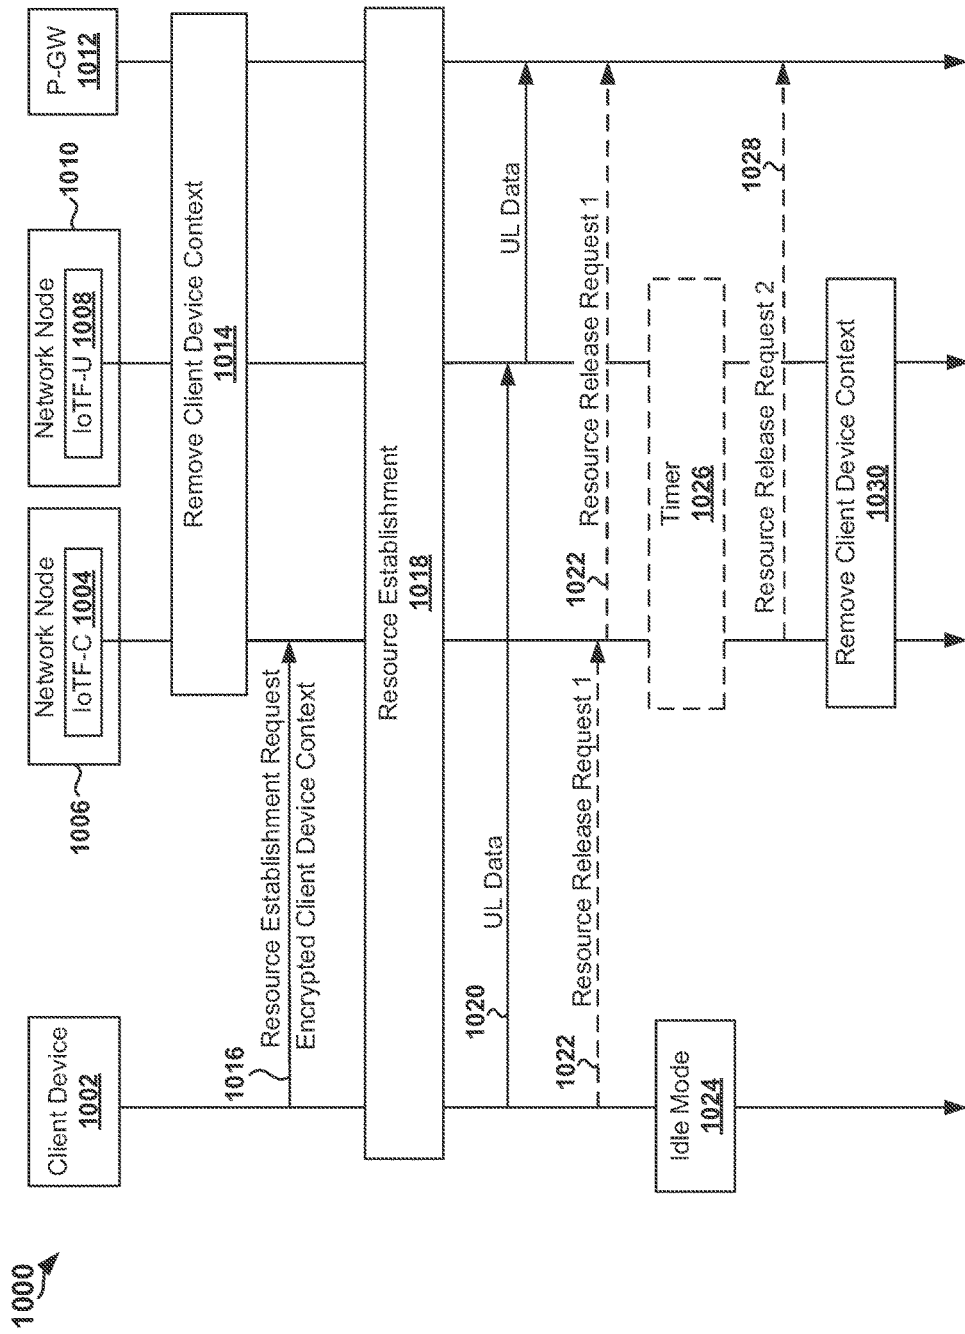 1000
Client Device
1002
1006
Network Node
IoTF-C 1004
Network Node
IoTF-U 1008
1010
P-GW
1012
Remove Client Device Context
1014
1016
Resource Establishment Request
Encrypted Client Device Context
Resource Establishment
1018
1020
UL Data
UL Data
1022
Resource Release Request 1
1022
Resource Release Request 1
Idle Mode
1024
Timer
1026
Resource Release Request 2
1028
Remove Client Device Context
1030